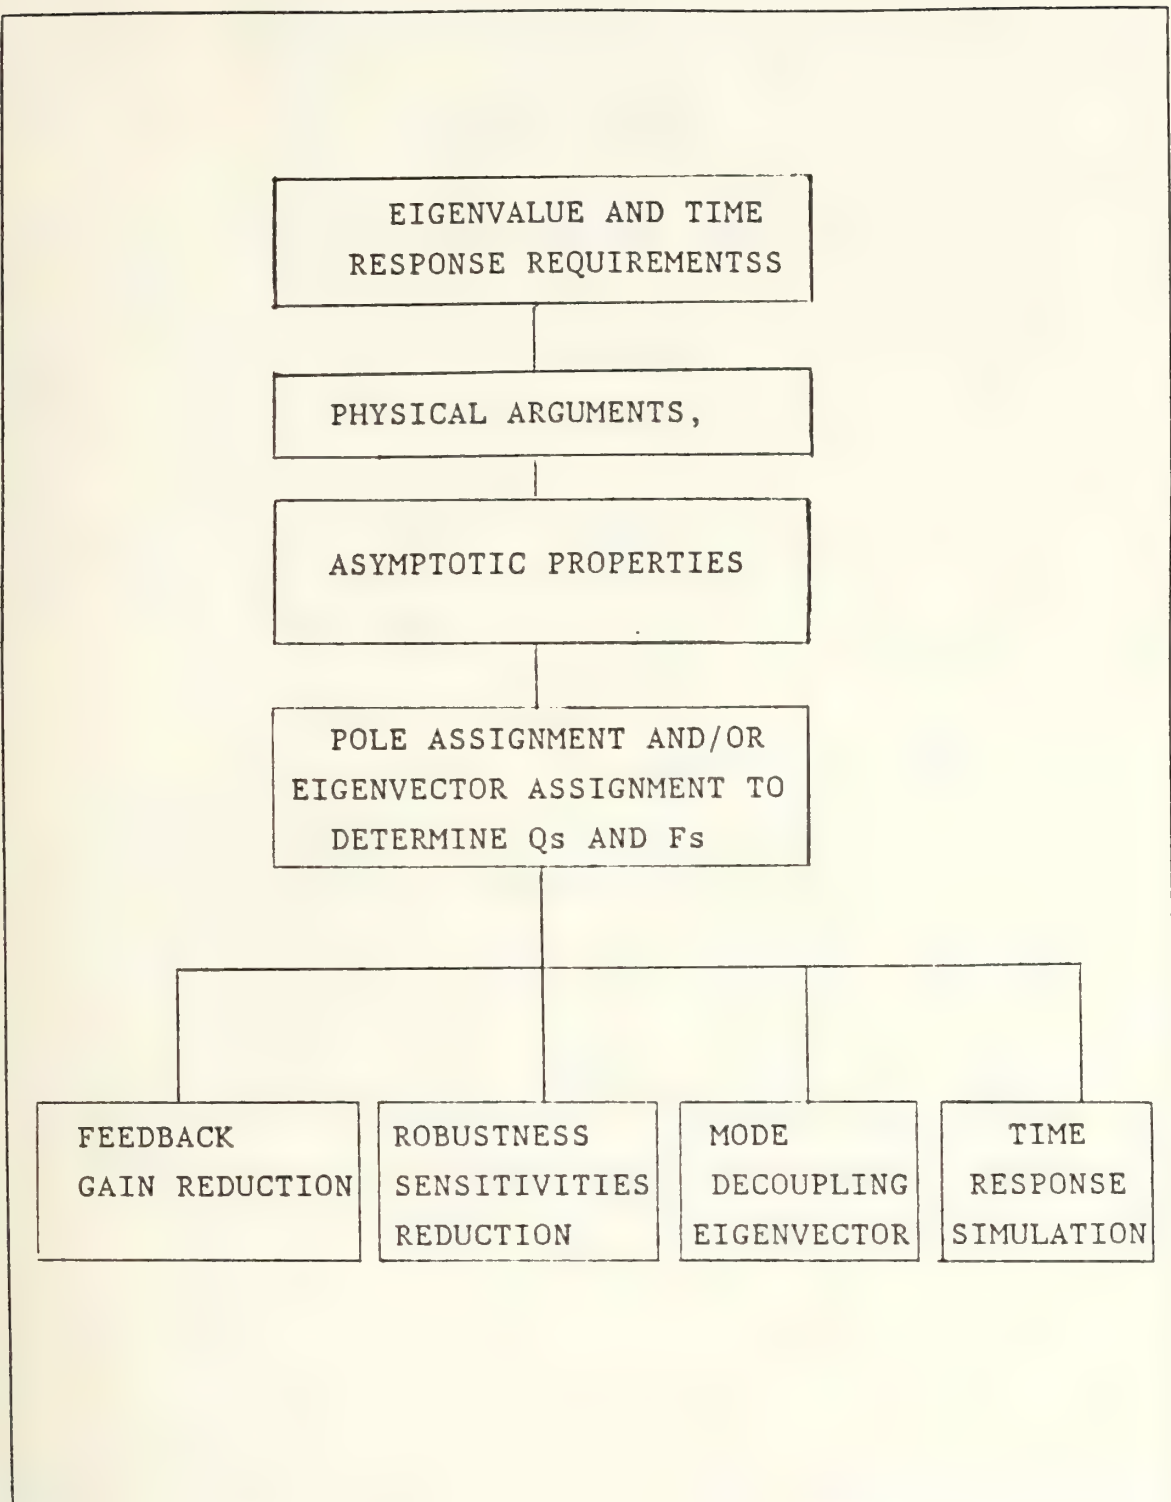 EIGENVALUE AND TIME
RESPONSE REQUIREMENTSS
PHYSICAL ARGUMENTS,
ASYMPTOTIC PROPERTIES
POLE ASSIGNMENT AND/OR
EIGENVECTOR ASSIGNMENT TO
DETERMINE Qs AND Fs
FEEDBACK
GAIN REDUCTION
ROBUSTNESS
SENSITIVITIES
REDUCTION
MODE
DECOUPLING
EIGENVECTOR
TIME
RESPONSE
SIMULATION